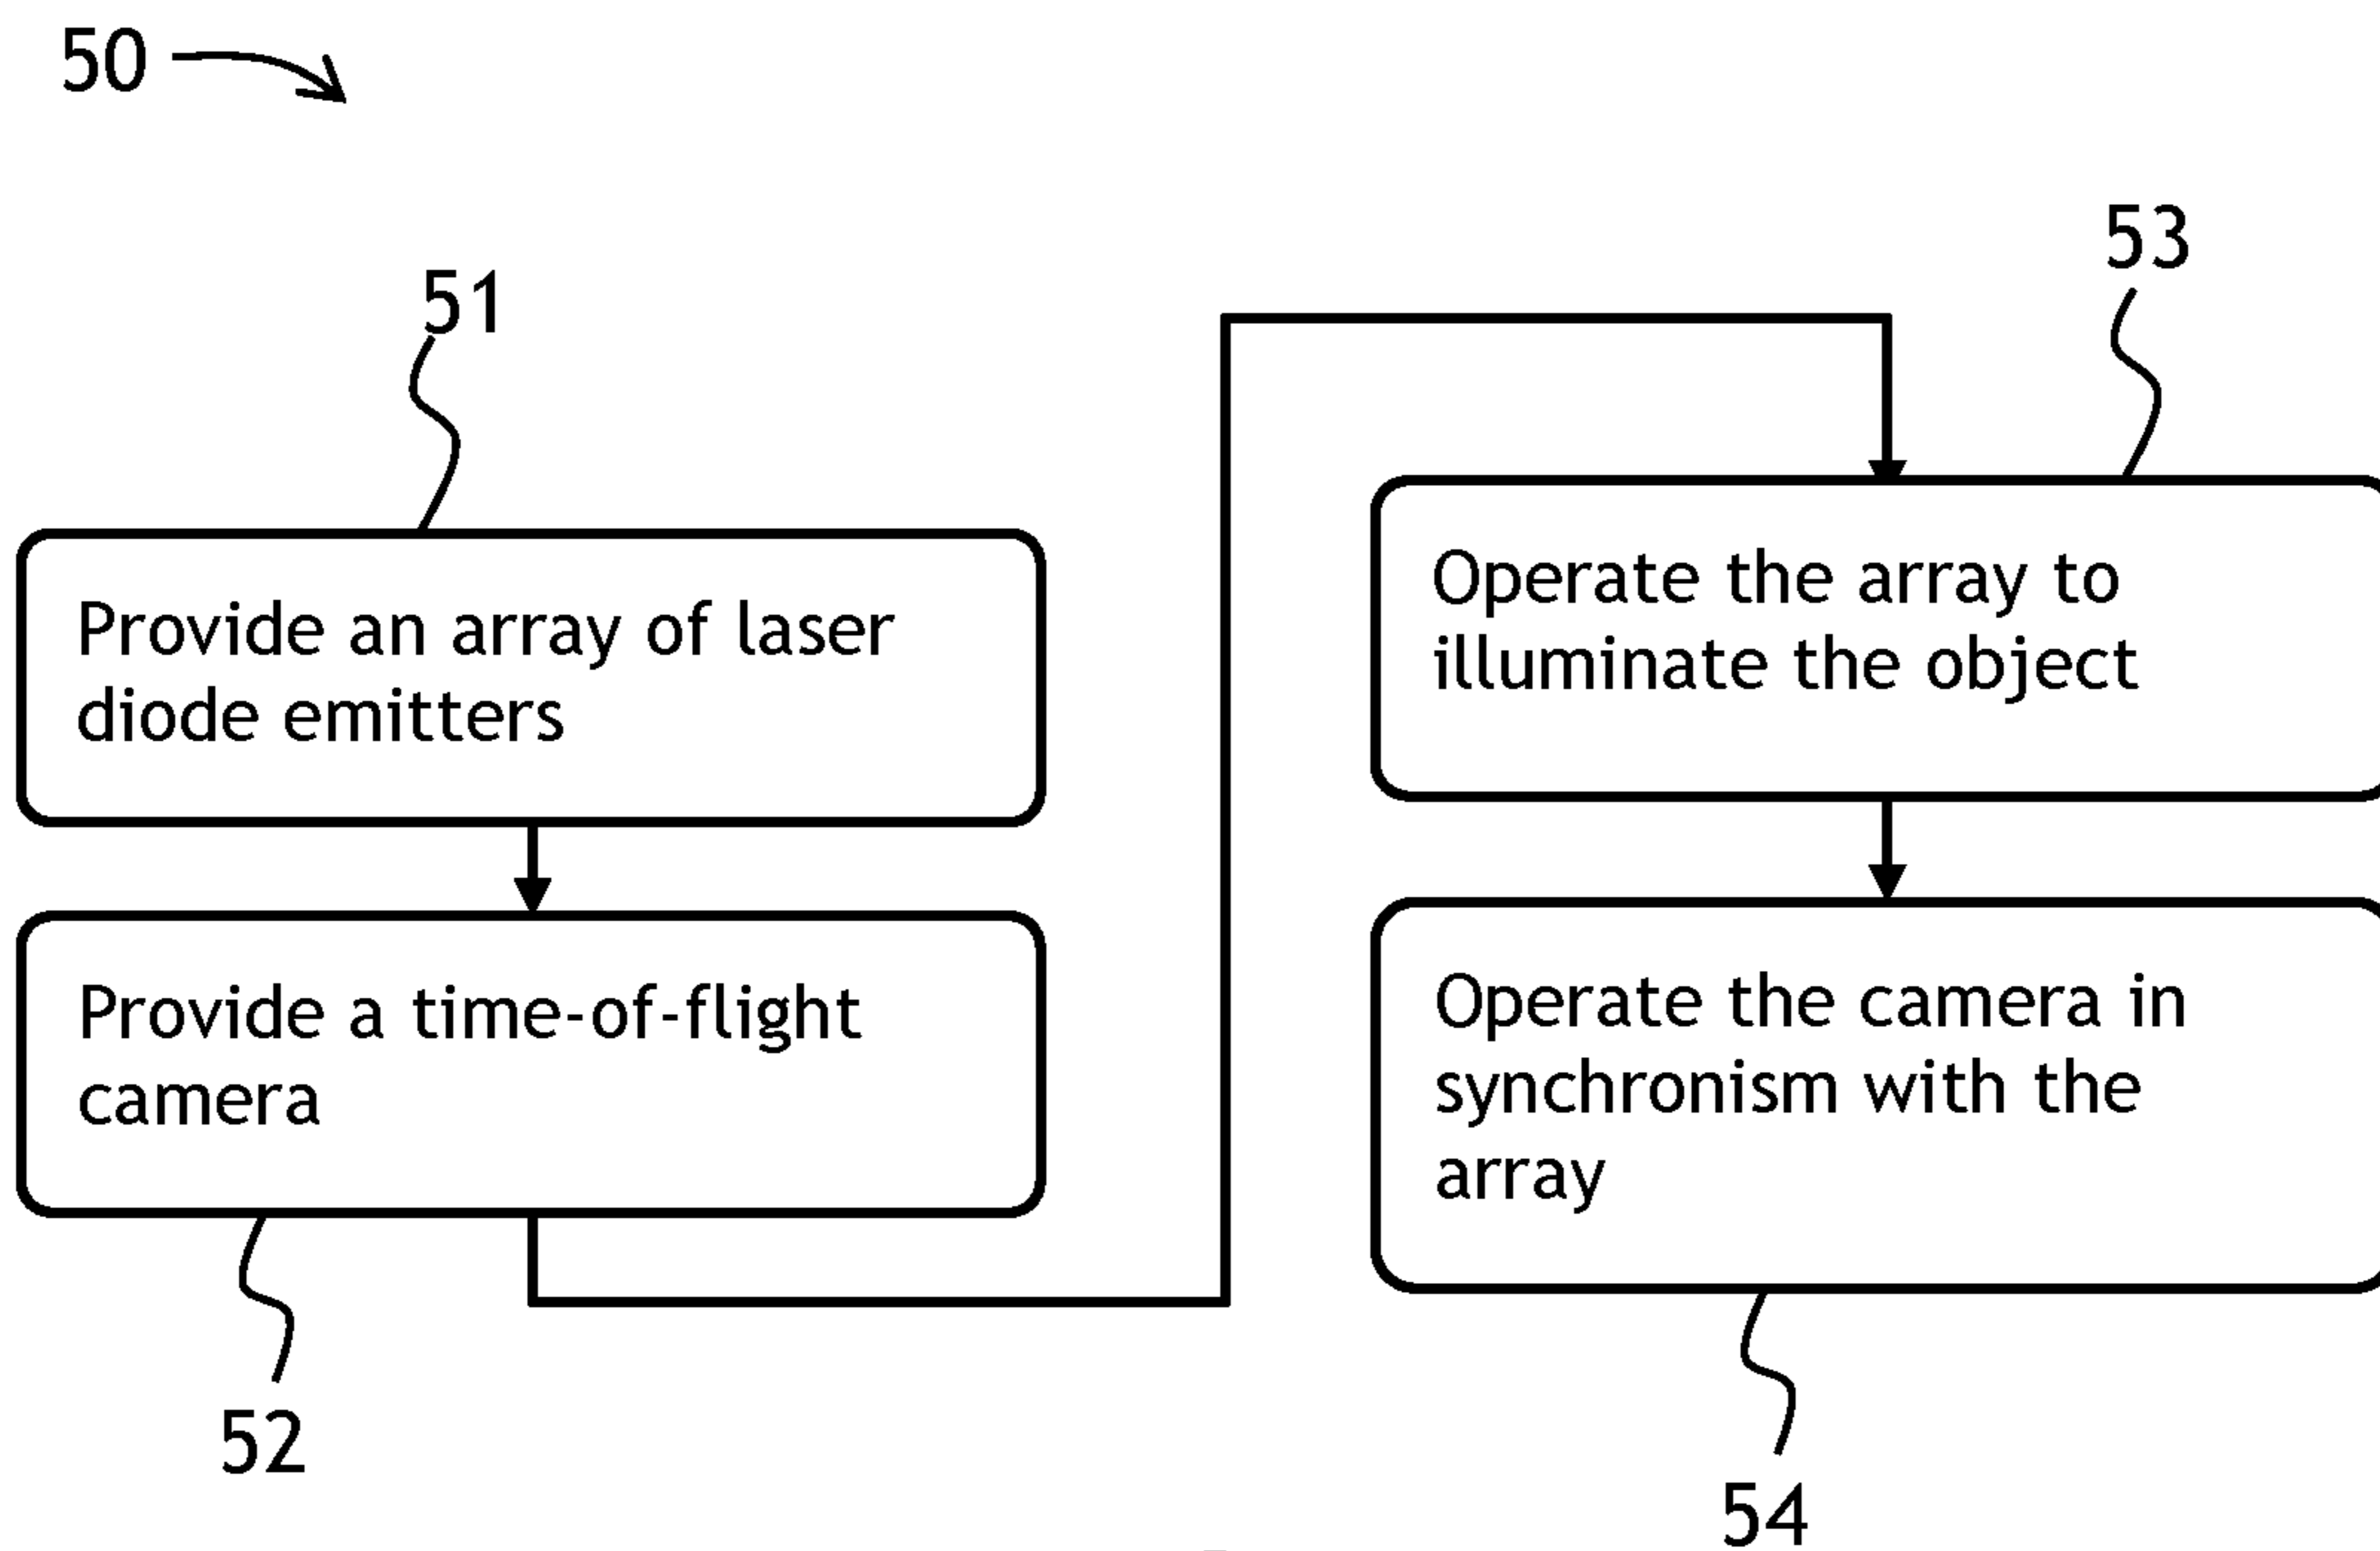 50
51
Provide an array of laser
diode emitters
Provide a time-of-flight
camera
52
53
Operate the array to
illuminate the object
Operate the camera in
synchronism with the
array
54